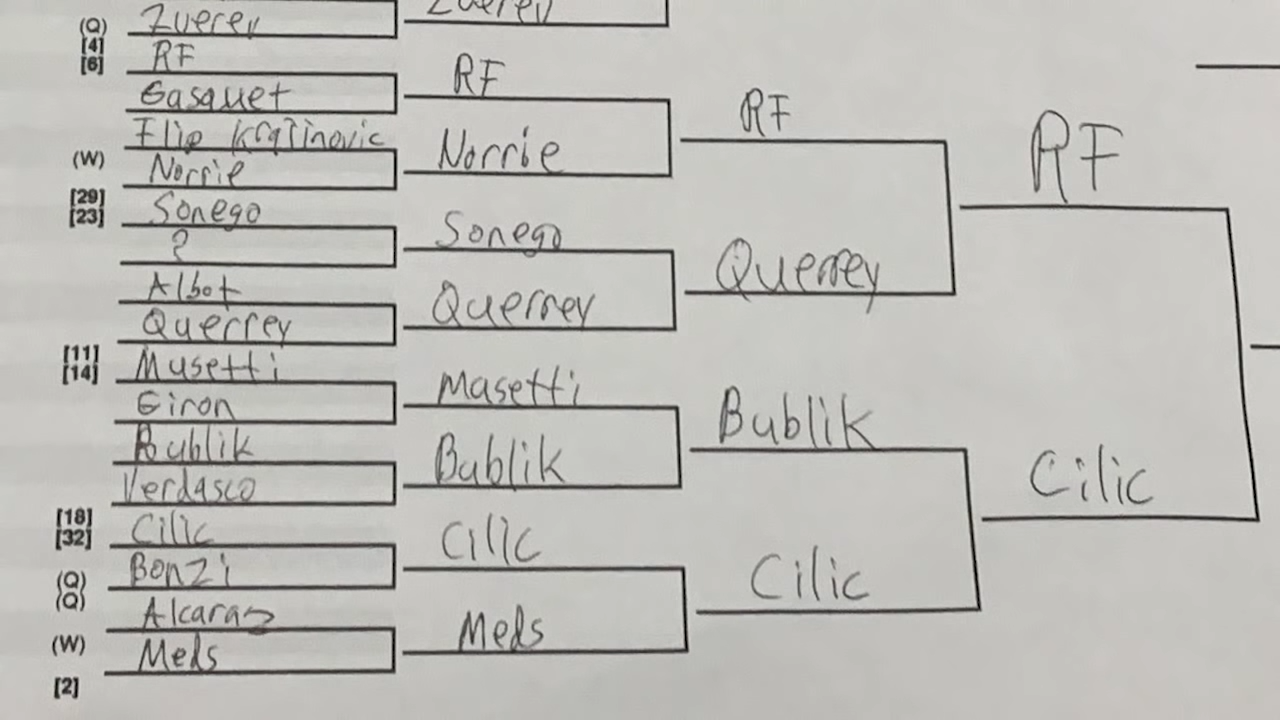 (Q)
Zverev
[4]
[6]
RF
Gasquet
Flip Krajinovic
(W)
Norrie
[29]
[23]
Sonego
?
Albot
Querrey
[11]
[14]
Musetti
Giron
Bublik
Verdasco
[18]
[32]
Cilic
Bonzi
(Q)
(Q)
Alcaraz
(W)
Meds
[2]
Zverev
RF
Norrie
Sonego
Querrey
Masetti
Bublik
Cilic
Meds
RF
Querrey
Bublik
Cilic
RF
Cilic